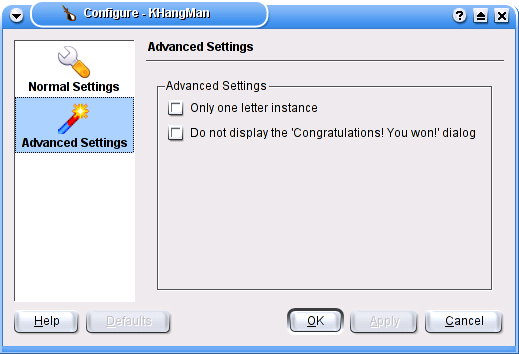 Configure - KHangMan
Advanced Settings
Normal Settings
Advanced Settings
Advanced Settings
Only one letter instance
Do not display the 'Congratulations! You won!' dialog
Help
Defaults
OK
Apply
Cancel